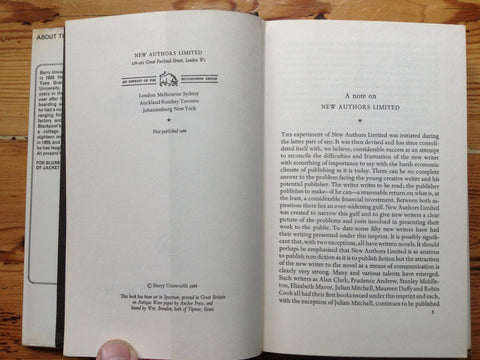 ABOUT TH
Barry Unsw
in 1930. He
Tees Gra
University.
years in th
year after
boarding s
had a ru
ranging fin
factory and
Blackpool's
a college
eighteen m
in 1959, and
he has taug
At present
FOR BLURB
OF JACKET
NEW AUTHORS LIMITED
178-202 Great Portland Street, London W1
AN IMPRINT OF THE HUTCHINSON GROUP
London Melbourne Sydney
Auckland Bombay Toronto
Johannesburg New York
★
First published 1966
© Barry Unsworth 1966
This book has been set in Spectrum, printed in Great Britain
on Antique Wove paper by Anchor Press, and
bound by Wm. Brendon, both of Tiptree, Essex
A note on
NEW AUTHORS LIMITED
THE experiment of New Authors Limited was initiated during
the latter part of 1957. It was then devised and has since consoli-
dated itself with, we believe, considerable success as an attempt
to reconcile the difficulties and frustration of the new writer
with something of importance to say with the harsh economic
climate of publishing as it is today. There can be no complete
answer to the problem facing the young creative writer and his
potential publisher. The writer writes to be read; the publisher
publishes to make—if he can—a reasonable return on what is, at
the least, a considerable financial investment. Between both as-
pirations there lies an ever-widening gulf. New Authors Limited
was created to narrow this gulf and to give new writers a clear
picture of the problems and costs involved in presenting their
work to the public. To date some fifty new writers have had
their writing presented under this imprint. It is possibly signifi-
cant that, with two exceptions, all have written novels. It should
perhaps be emphasised that New Authors Limited is as anxious
to publish non-fiction as it is to publish fiction but the attraction
of the new writer to the novel as a means of communication is
clearly very strong. Many and various talents have emerged.
Such writers as Alan Clark, Prudence Andrew, Stanley Middle-
ton, Elizabeth Mavor, Julian Mitchell, Maureen Duffy and Robin
Cook all had their first books issued under this imprint and each,
with the exception of Julian Mitchell, continues to be published
5